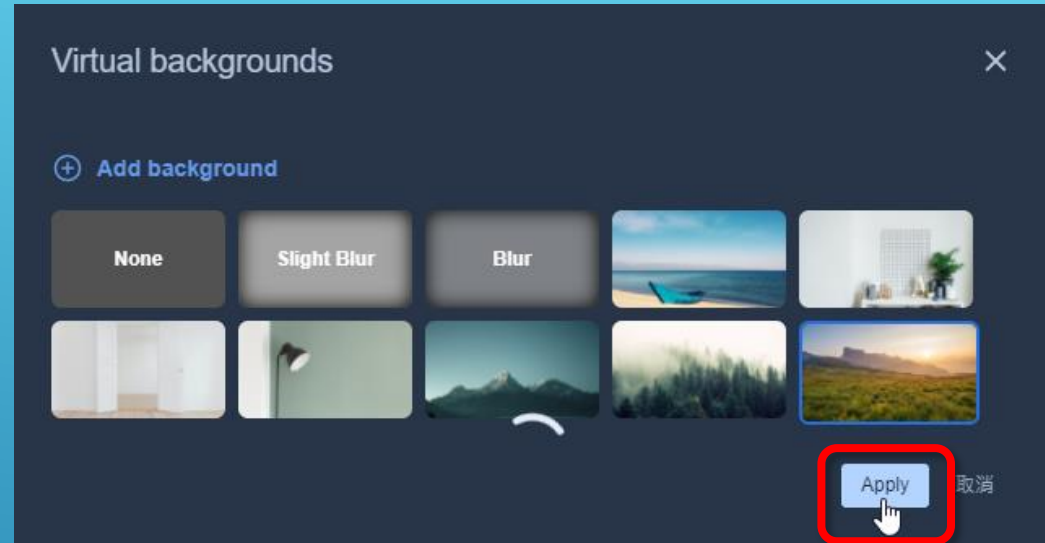 Virtual backgrounds
Add background
None
Slight Blur
Blur
Apply
取消